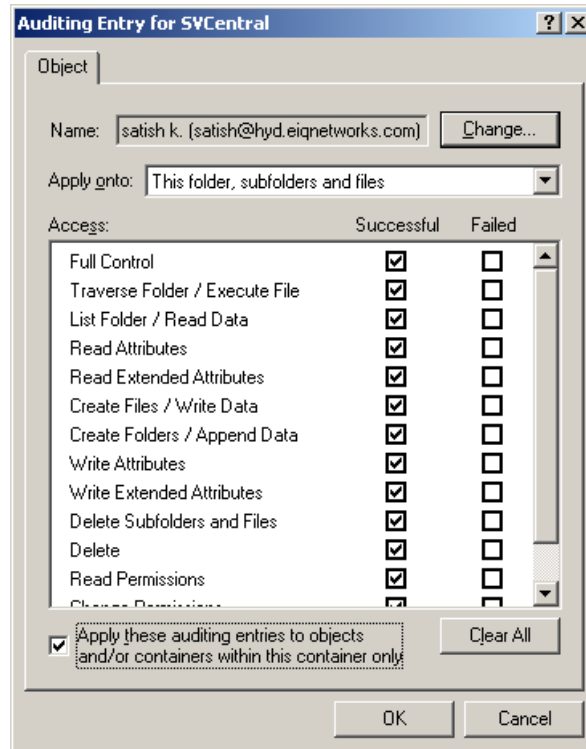 Auditing Entry for SVCentral
Object
Name: satish k. (satish@hyd.eiqnetworks.com) Change...
Apply onto: This folder, subfolders and files
Access: Successful Failed
Full Control
Traverse Folder / Execute File
List Folder / Read Data
Read Attributes
Read Extended Attributes
Create Files / Write Data
Create Folders / Append Data
Write Attributes
Write Extended Attributes
Delete Subfolders and Files
Delete
Read Permissions
Change Permissions
Apply these auditing entries to objects
and/or containers within this container only
Clear All
OK Cancel